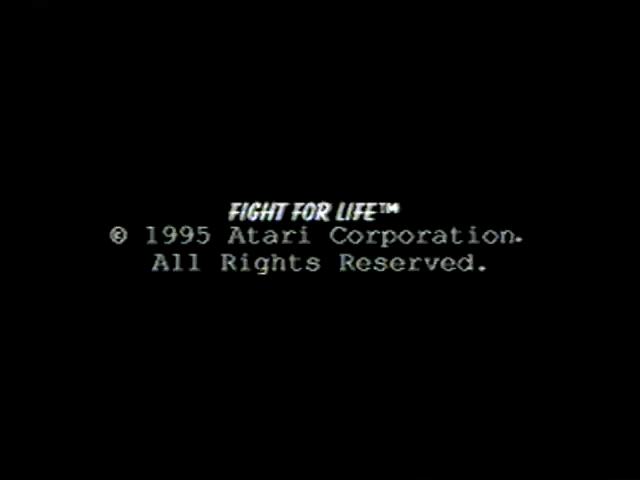 FIGHT FOR LIFE™
© 1995 Atari Corporation.
All Rights Reserved.